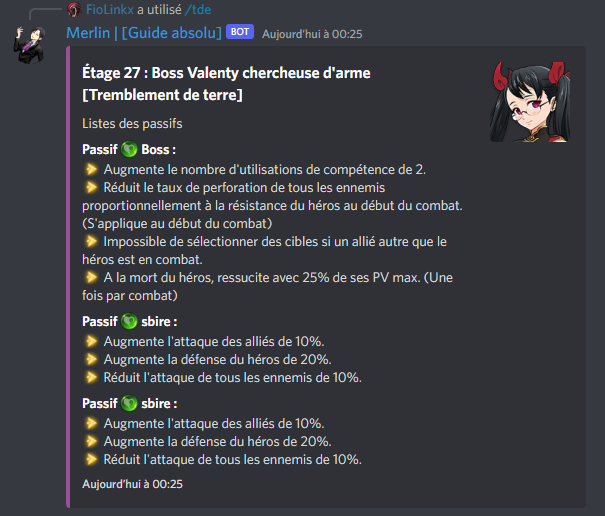 FioLinkx a utilisé /tde
Merlin | [Guide absolu] BOT Aujourd'hui à 00:25
Étage 27 : Boss Valenty chercheuse d'arme
[Tremblement de terre]
Listes des passifs
Passif Boss :
Augmente le nombre d'utilisations de compétence de 2.
Réduit le taux de perforation de tous les ennemis
proportionnellement à la résistance du héros au début du combat.
(S'applique au début du combat)
Impossible de sélectionner des cibles si un allié autre que le
héros est en combat.
A la mort du héros, ressucite avec 25% de ses PV max. (Une
fois par combat)
Passif sbire :
Augmente l'attaque des alliés de 10%.
Augmente la défense du héros de 20%.
Réduit l'attaque de tous les ennemis de 10%.
Passif sbire :
Augmente l'attaque des alliés de 10%.
Augmente la défense du héros de 20%.
Réduit l'attaque de tous les ennemis de 10%.
Aujourd'hui à 00:25